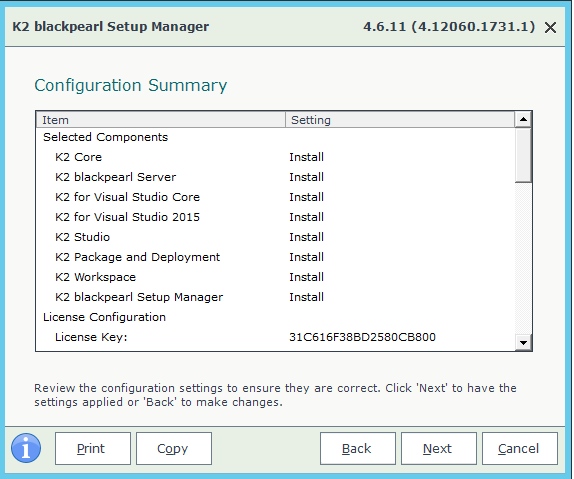 K2 blackpearl Setup Manager 4.6.11 (4.12060.1731.1)
Configuration Summary
Item Setting
Selected Components
K2 Core Install
K2 blackpearl Server Install
K2 for Visual Studio Core Install
K2 for Visual Studio 2015 Install
K2 Studio Install
K2 Package and Deployment Install
K2 Workspace Install
K2 blackpearl Setup Manager Install
License Configuration
License Key: 31C616F38BD2580CB800
Review the configuration settings to ensure they are correct. Click 'Next' to have the
settings applied or 'Back' to make changes.
Print Copy Back Next Cancel